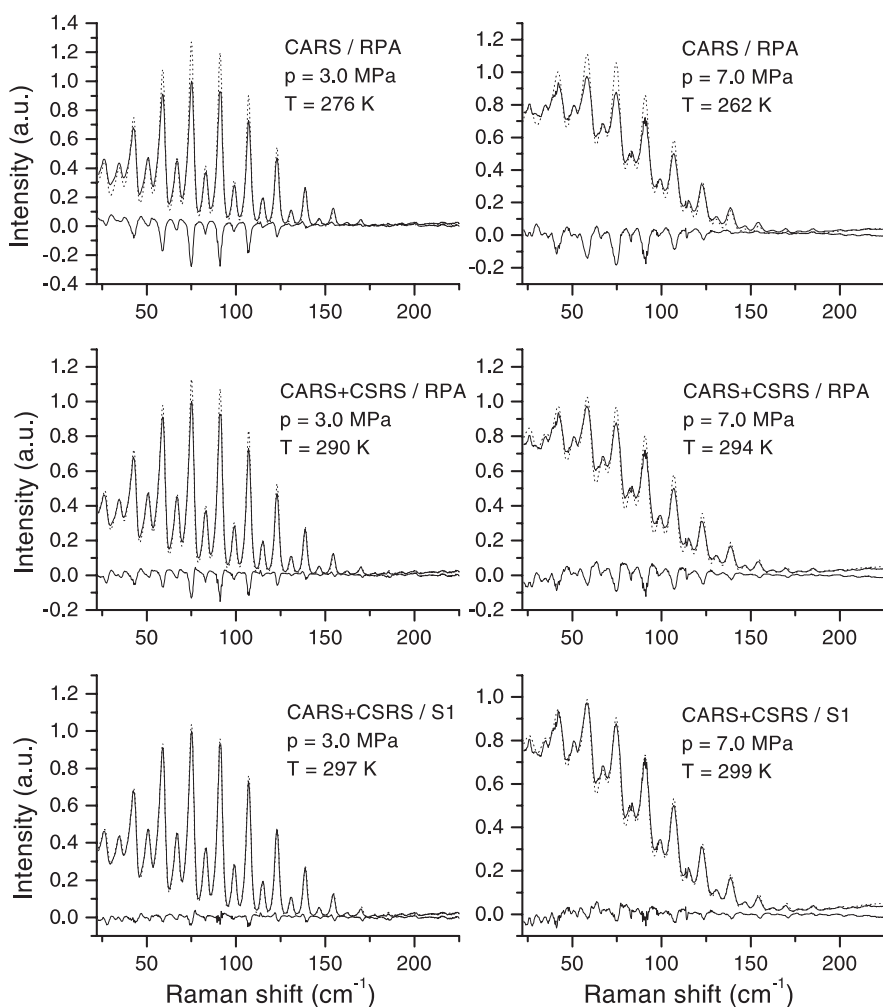 CARS / RPA
p = 3.0 MPa
T = 276 K
Intensity (a.u.)
1.4
1.2
1.0
0.8
0.6
0.4
0.2
0.0
-0.2
-0.4
50 100 150 200
CARS / RPA
p = 7.0 MPa
T = 262 K
1.2
1.0
0.8
0.6
0.4
0.2
0.0
-0.2
50 100 150 200
CARS+CSRS / RPA
p = 3.0 MPa
T = 290 K
Intensity (a.u.)
1.2
1.0
0.8
0.6
0.4
0.2
0.0
-0.2
50 100 150 200
CARS+CSRS / RPA
p = 7.0 MPa
T = 294 K
1.2
1.0
0.8
0.6
0.4
0.2
0.0
-0.2
50 100 150 200
CARS+CSRS / S1
p = 3.0 MPa
T = 297 K
Intensity (a.u.)
1.2
1.0
0.8
0.6
0.4
0.2
0.0
50 100 150 200
Raman shift (cm⁻¹)
CARS+CSRS / S1
p = 7.0 MPa
T = 299 K
1.0
0.8
0.6
0.4
0.2
0.0
50 100 150 200
Raman shift (cm⁻¹)